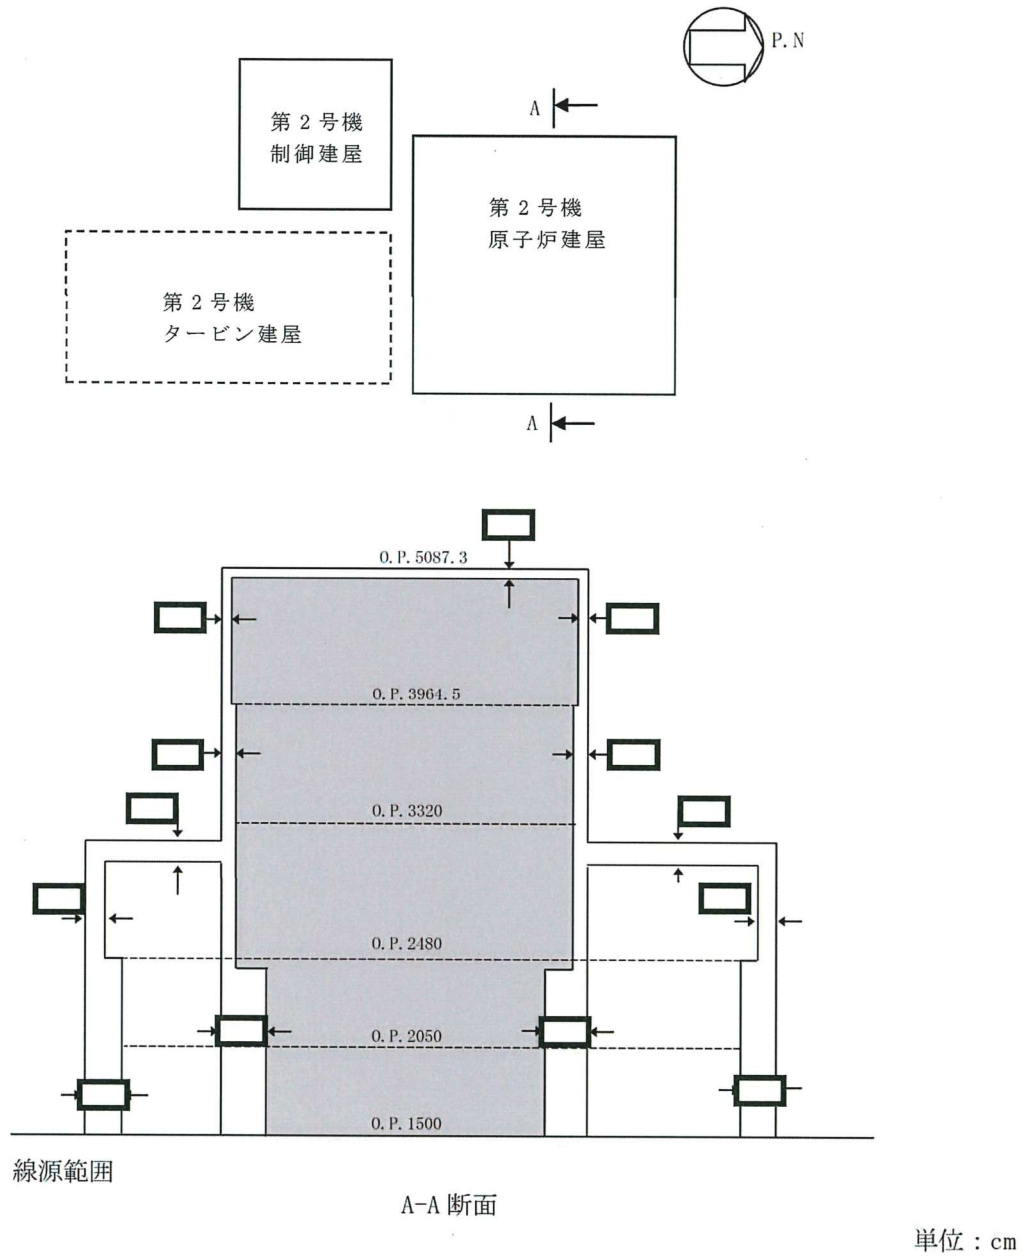 P.N
第2号機
制御建屋
A
第2号機
原子炉建屋
第2号機
タービン建屋
A
O.P.5087.3
O.P.3964.5
O.P.3320
O.P.2480
O.P.2050
O.P.1500
線源範囲
A-A断面
単位：cm